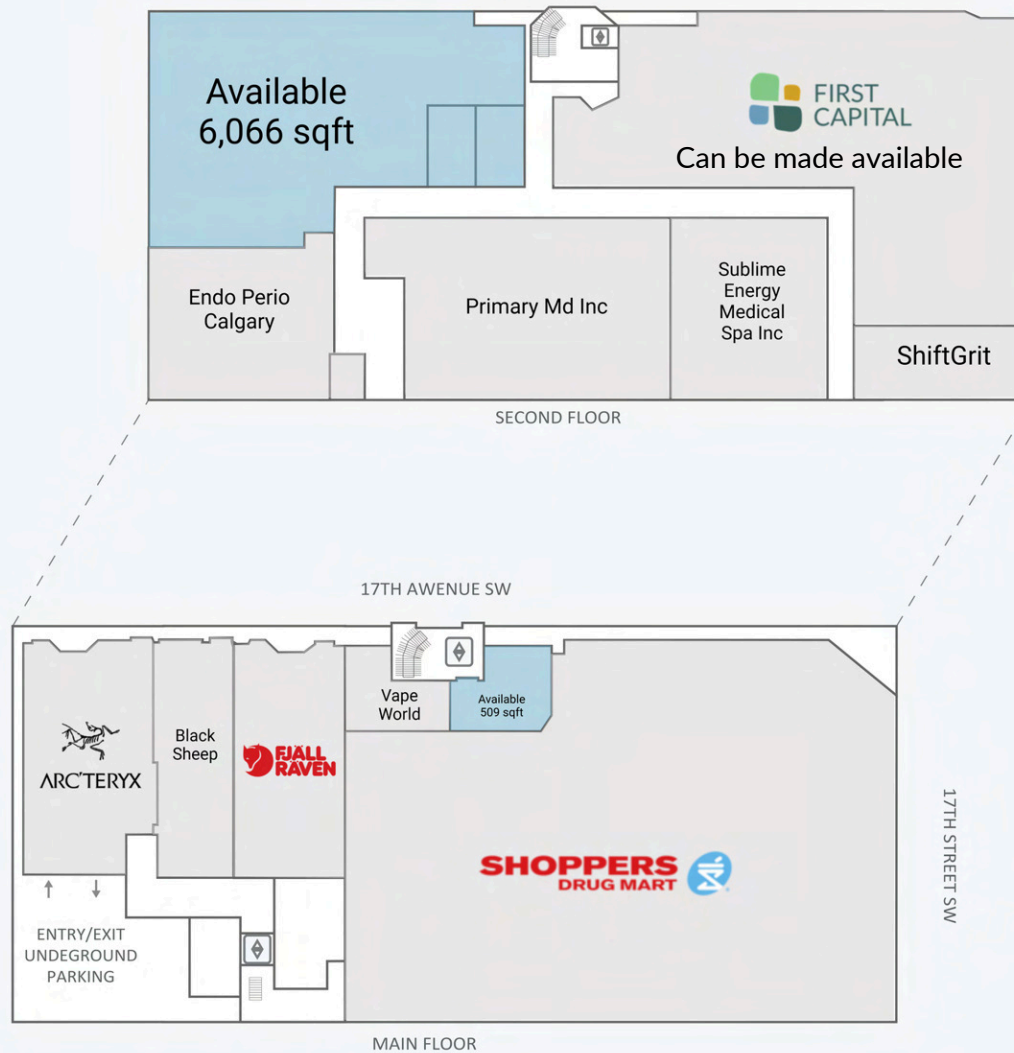 Available
6,066 sqft
FIRST
CAPITAL
Can be made available
Endo Perio
Calgary
Primary Md Inc
Sublime
Energy
Medical
Spa Inc
ShiftGrit
SECOND FLOOR
17TH AWENUE SW
Vape
World
Available
509 sqft
Black
Sheep
ARC'TERYX
FJÄLL
RÄVEN
SHOPPERS
DRUG MART
17TH STREET SW
ENTRY/EXIT
UNDEGROUND
PARKING
MAIN FLOOR